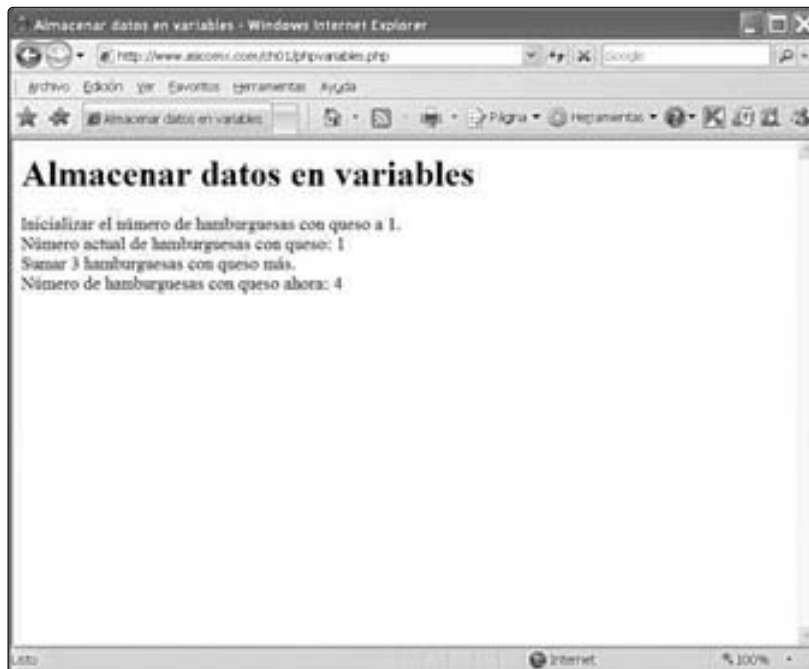 Almacenar datos en variables - Windows Internet Explorer
Google
Archivo Edición Ver Favoritos Herramientas Ayuda
Almacenar datos en variables
Página Herramientas
Almacenar datos en variables
Inicializar el número de hamburguesas con queso a 1.
Número actual de hamburguesas con queso: 1
Sumar 3 hamburguesas con queso más.
Número de hamburguesas con queso ahora: 4
Listo Internet 100%